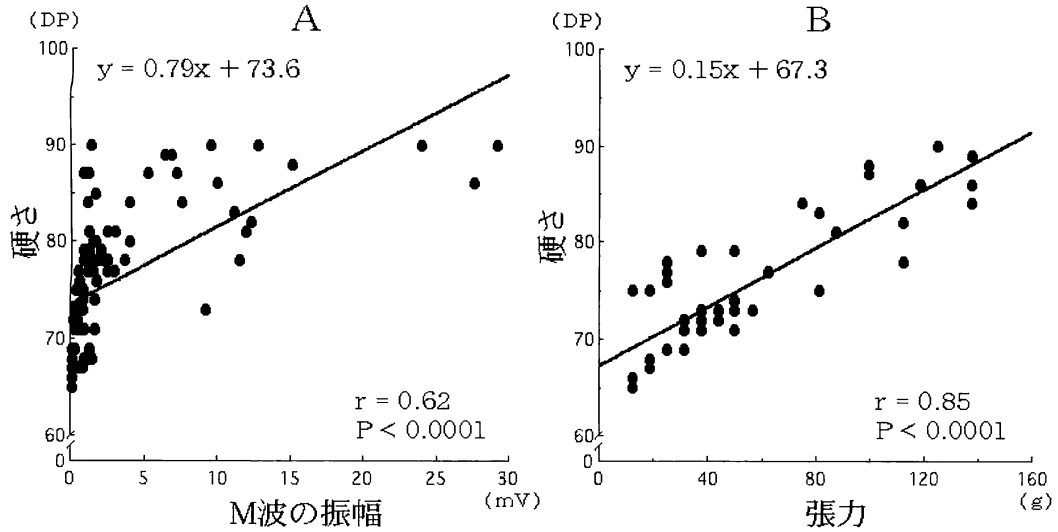 A
(DP)
100
90
80
70
60
0
硬さ
y = 0.79x + 73.6
r = 0.62
P < 0.0001
0 5 10 15 20 25 30
M波の振幅
(mV)
B
(DP)
100
90
80
70
60
0
硬さ
y = 0.15x + 67.3
r = 0.85
P < 0.0001
0 40 80 120 160
張力
(g)